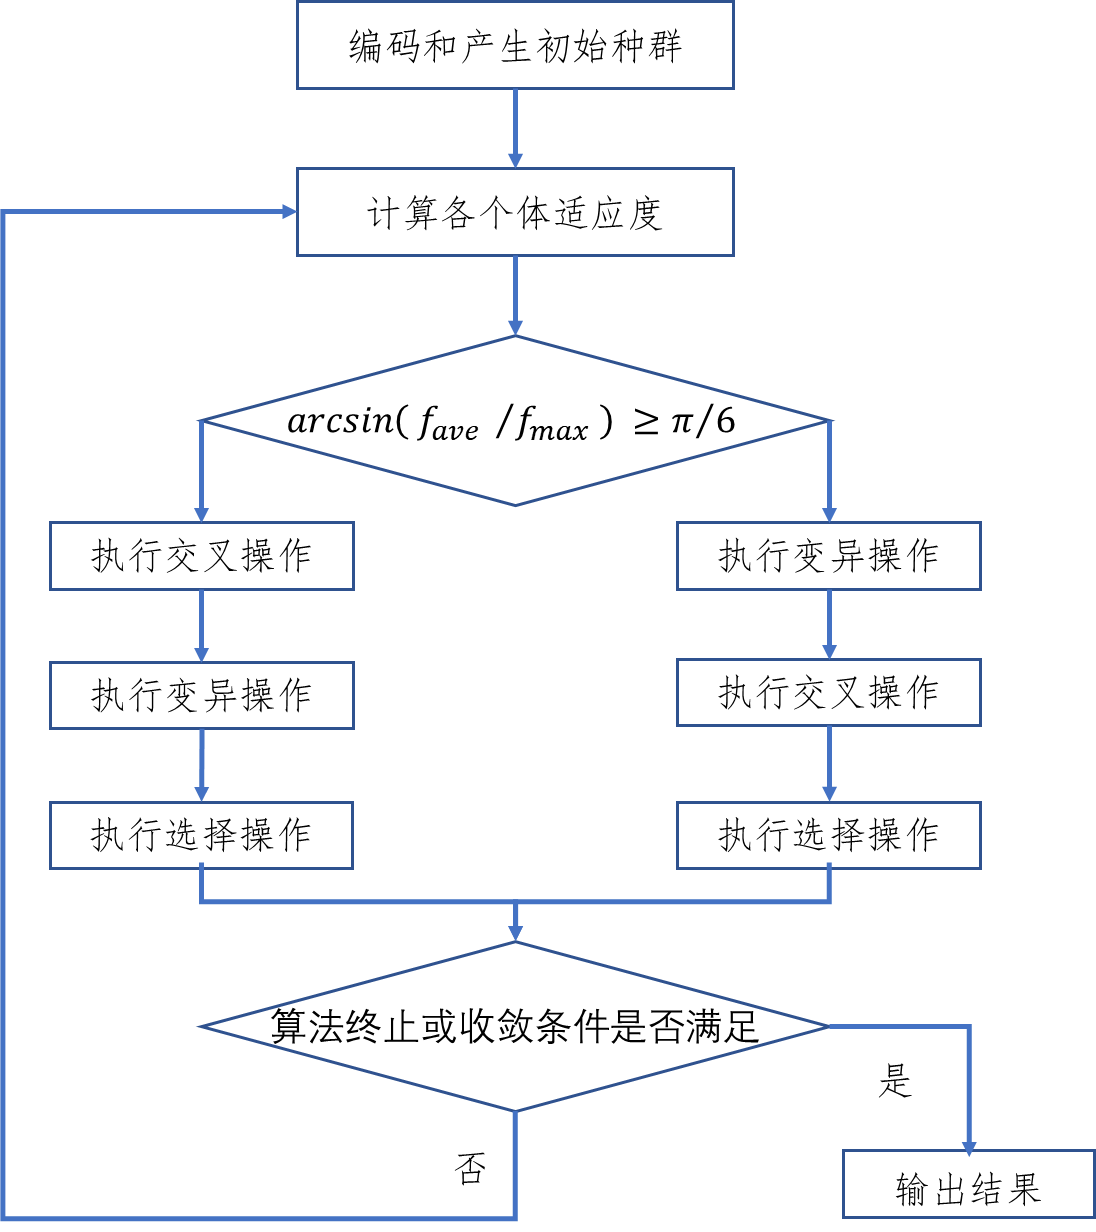 编码和产生初始种群
计算各个体适应度
arcsin( f_ave /f_max ) ≥ π/6
执行交叉操作
执行变异操作
执行变异操作
执行交叉操作
执行选择操作
执行选择操作
算法终止或收敛条件是否满足
是
否
输出结果